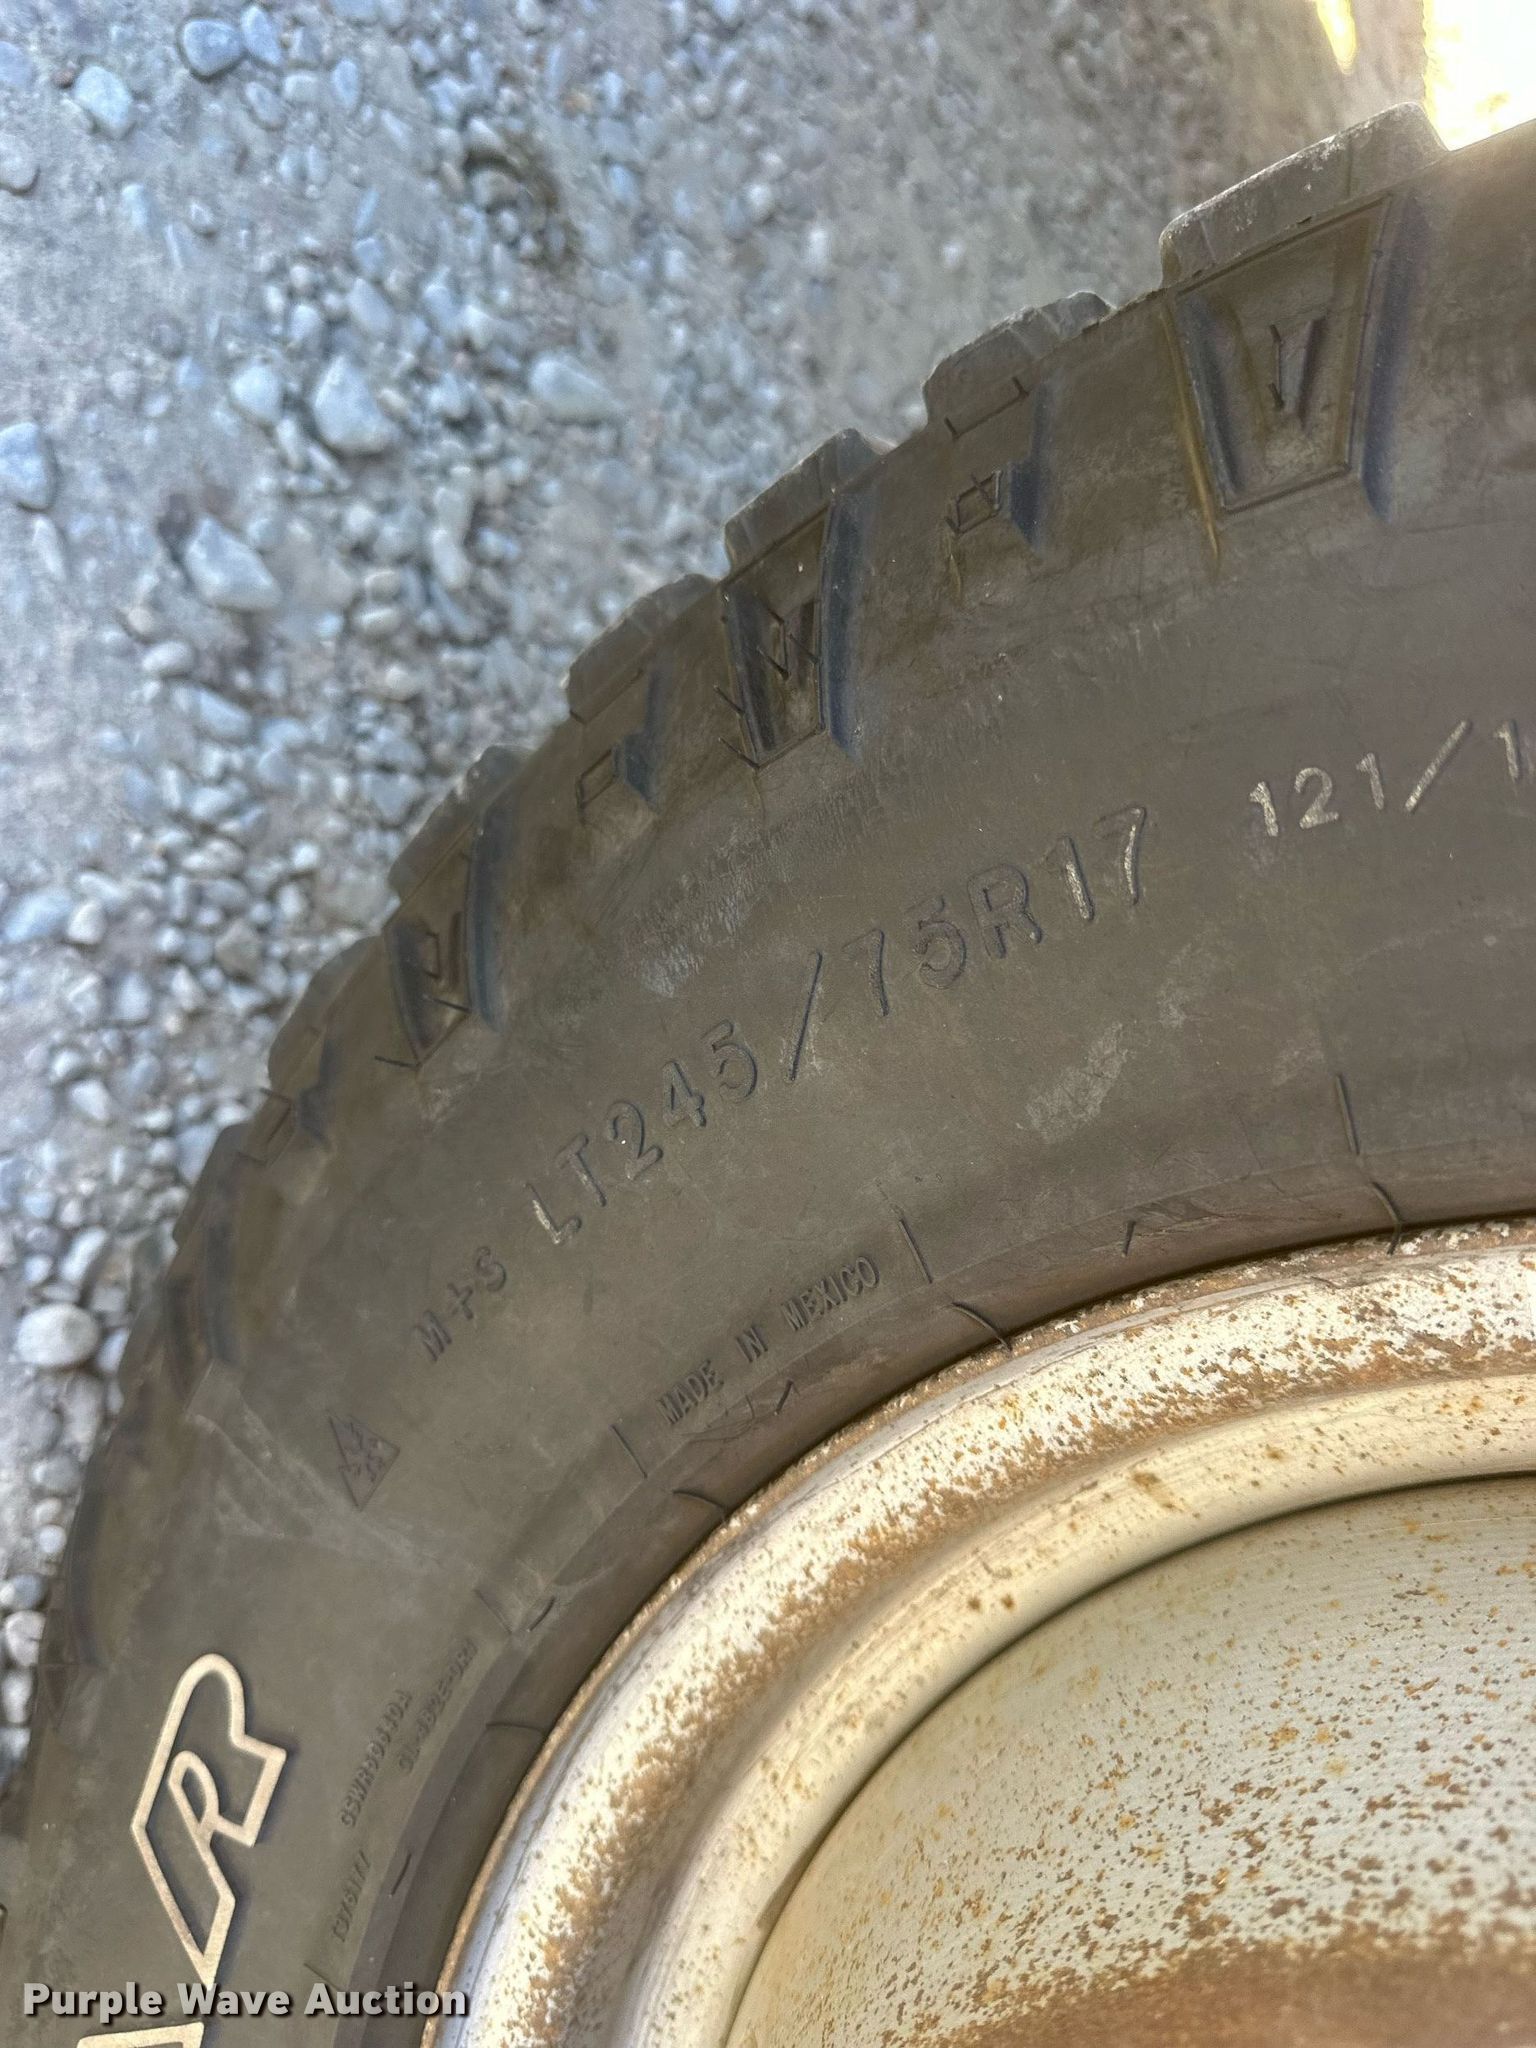 121/1
LT245/75R17
M+S
MADE IN MEXICO
R
Purple Wave Auction